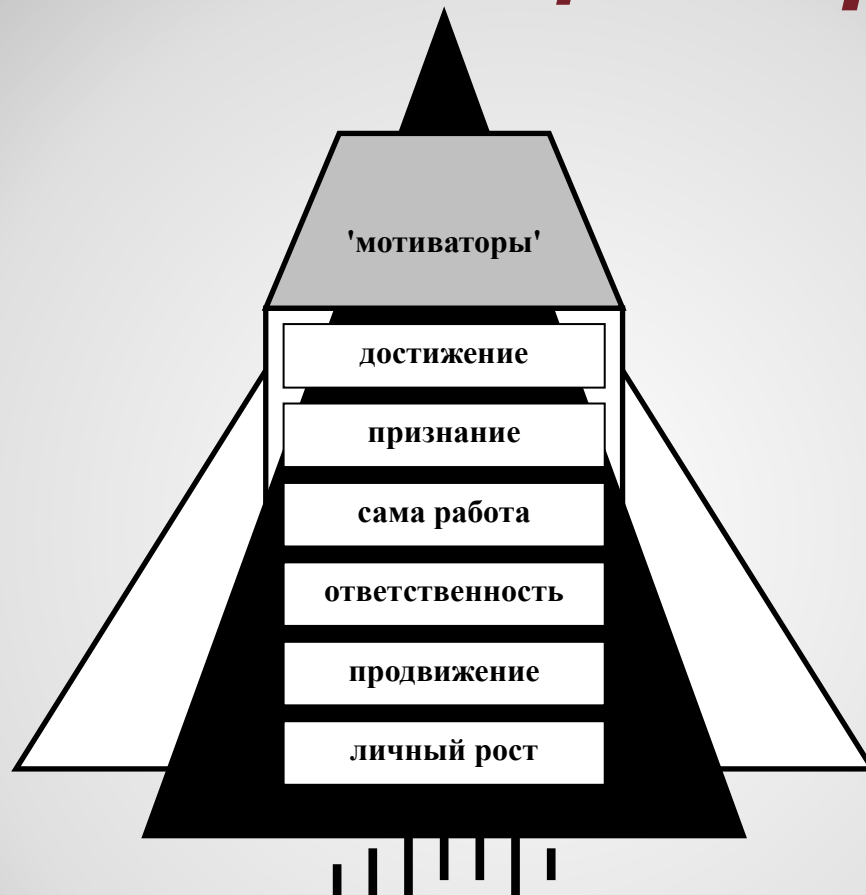 'мотиваторы'
достижение
признание
сама работа
ответственность
продвижение
личный рост